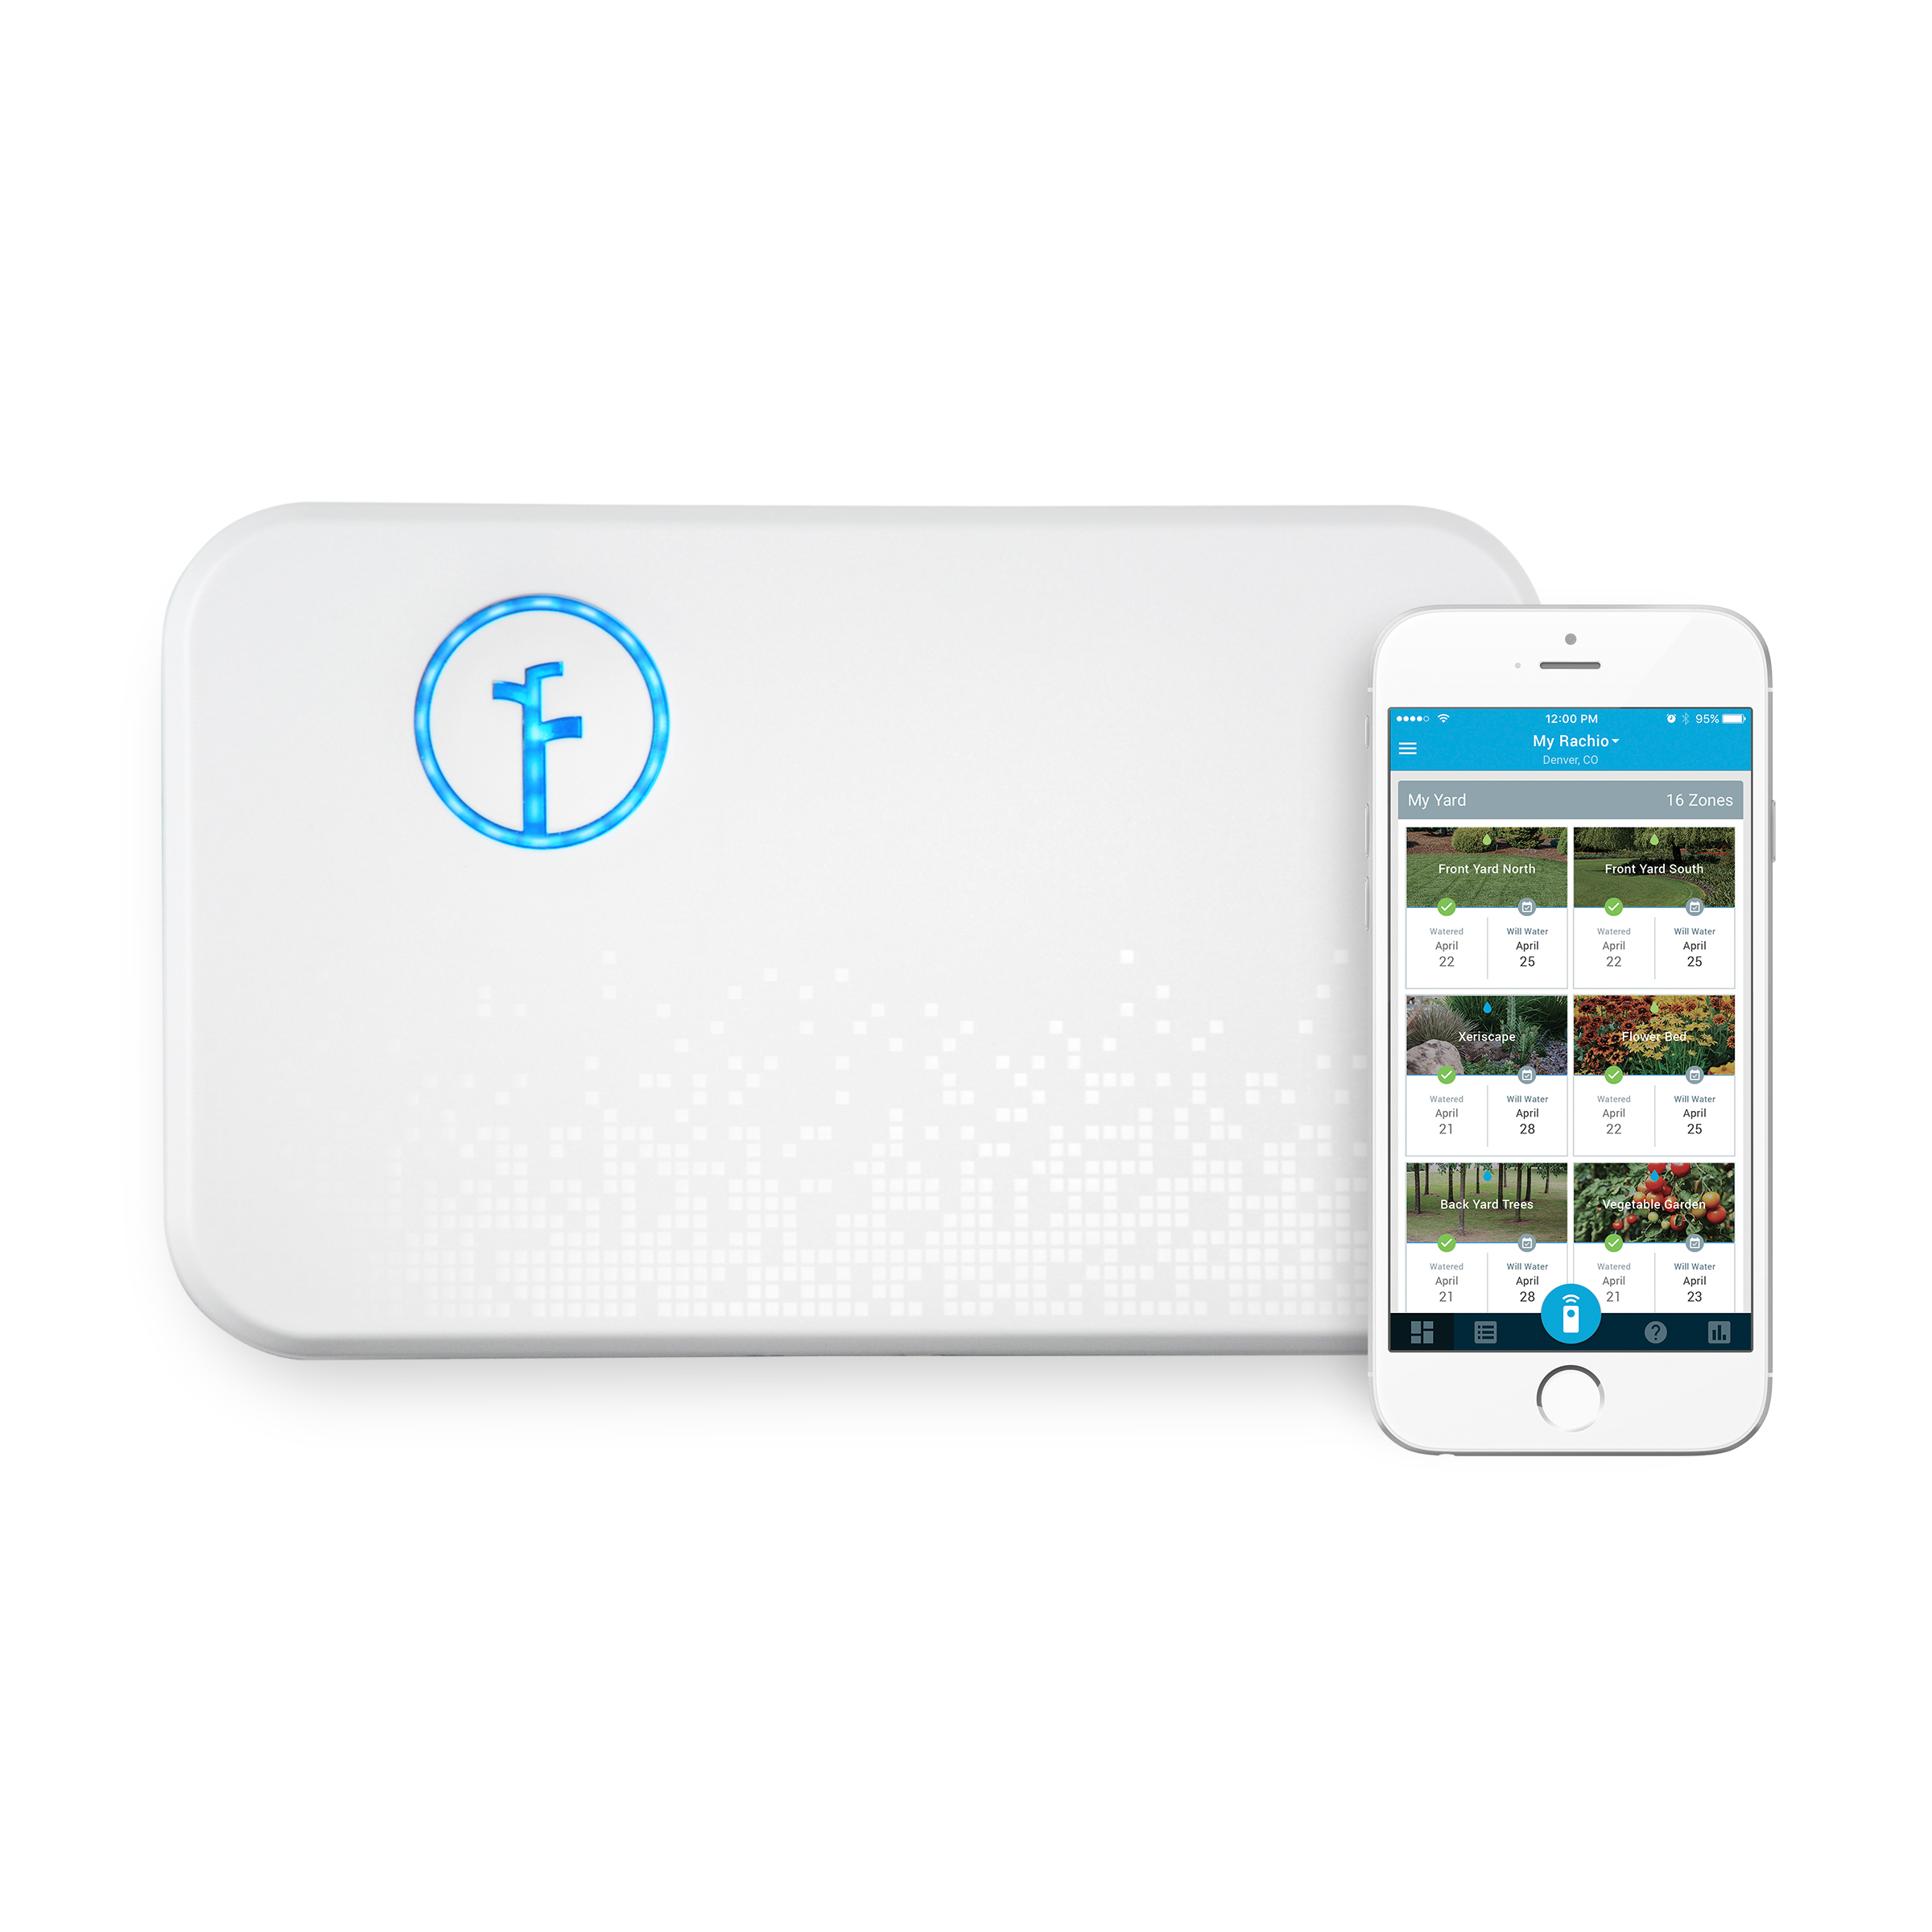 12:00 PM
95%
My Rachio
Denver, CO
My Yard 16 Zones
Front Yard North Front Yard South
Watered Will Water Watered Will Water
April April April April
22 25 22 25
Xeriscape Flower Bed
Watered Will Water Watered Will Water
April April April April
21 28 22 25
Back Yard Trees Vegetable Garden
Watered Will Water Watered Will Water
April April April April
21 28 21 23
?